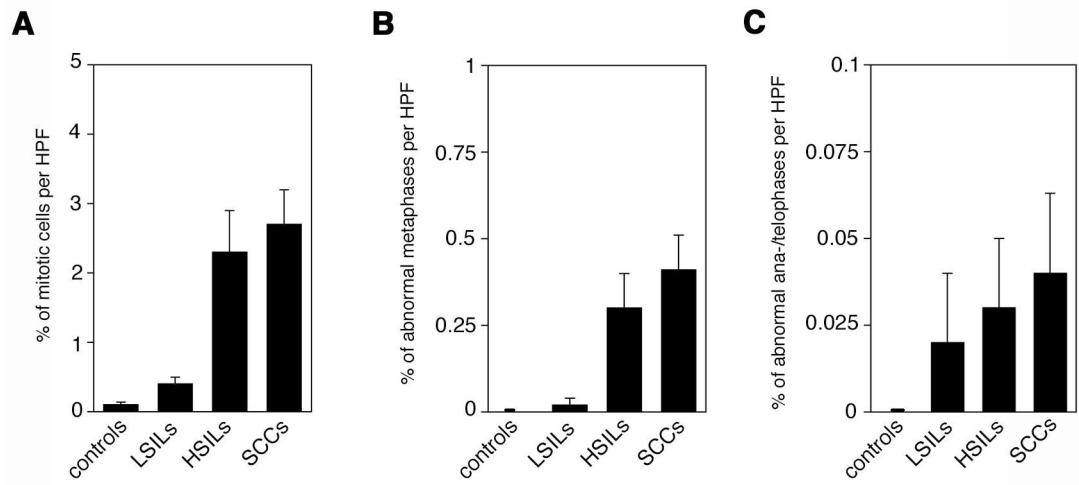 A
% of mitotic cells per HPF
5
4
3
2
1
0
controls
LSILs
HSILs
SCCs
B
% of abnormal metaphases per HPF
1
0.75
0.5
0.25
0
controls
LSILs
HSILs
SCCs
C
% of abnormal ana-/telophases per HPF
0.1
0.075
0.05
0.025
0
controls
LSILs
HSILs
SCCs